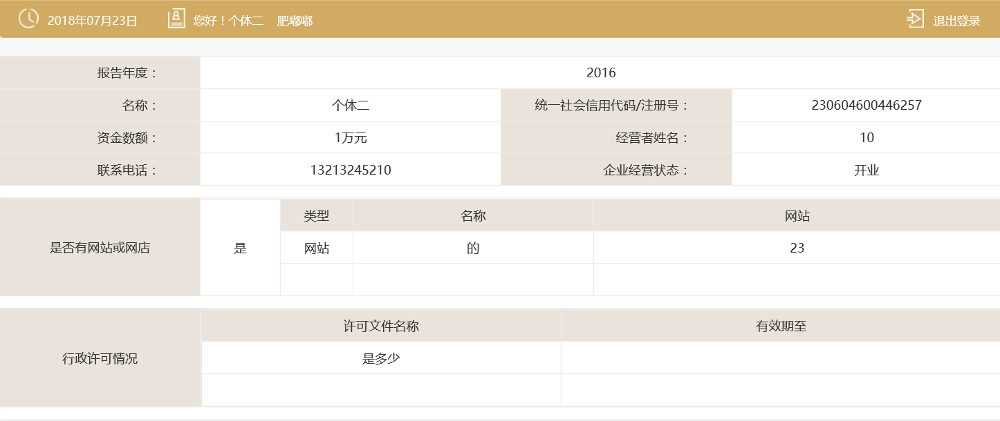 2018年07月23日 您好！个体二 肥嘟嘟 退出登录
报告年度： 2016
名称： 个体二 统一社会信用代码/注册号： 230604600446257
资金数额： 1万元 经营者姓名： 10
联系电话： 13213245210 企业经营状态： 开业
类型 名称 网站
是否有网站或网店 是 网站 的 23
许可文件名称 有效期至
行政许可情况 是多少